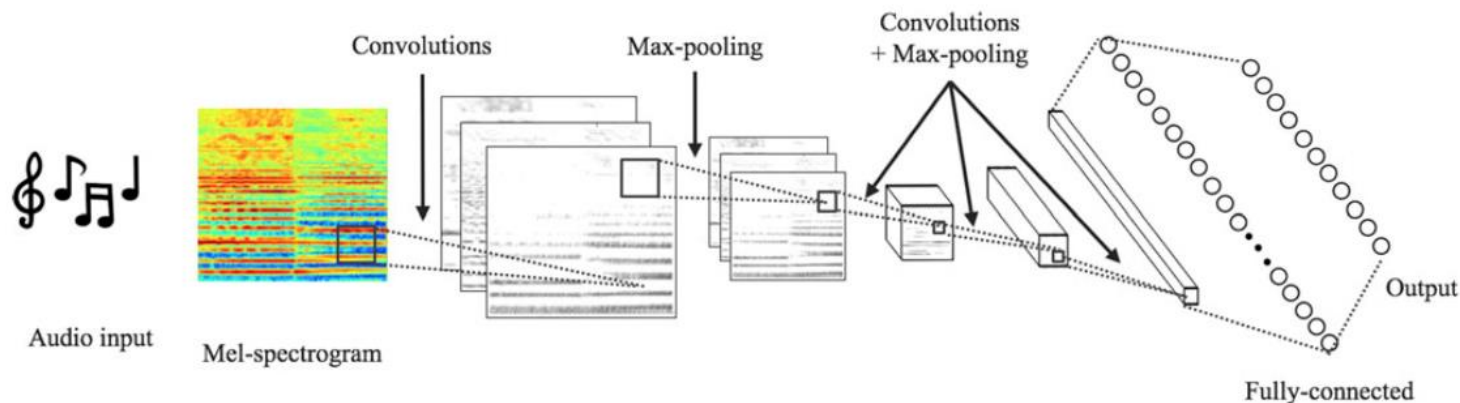 Convolutions
Max-pooling
Convolutions
+ Max-pooling
Audio input
Mel-spectrogram
Output
Fully-connected